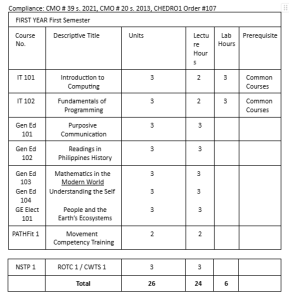 Compliance: CMO # 39 s. 2021, CMO # 20 s. 2013, CHEDRO1 Order #107
FIRST YEAR First Semester
Course No. Descriptive Title Units Lectu re Hour s Lab Hours Prerequisite
IT 101 Introduction to Computing 3 2 3 Common Courses
IT 102 Fundamentals of Programming 3 2 3 Common Courses
Gen Ed 101 Purposive Communication 3 3
Gen Ed 102 Readings in Philippines History 3 3
Gen Ed 103 Mathematics in the Modern World 3 3
Gen Ed 104 Understanding the Self 3 3
GE Elect 101 People and the Earth's Ecosystems 3 3
PATHFit 1 Movement Competency Training 2 2
NSTP 1 ROTC 1 / CWTS 1 3 3
Total 26 24 6